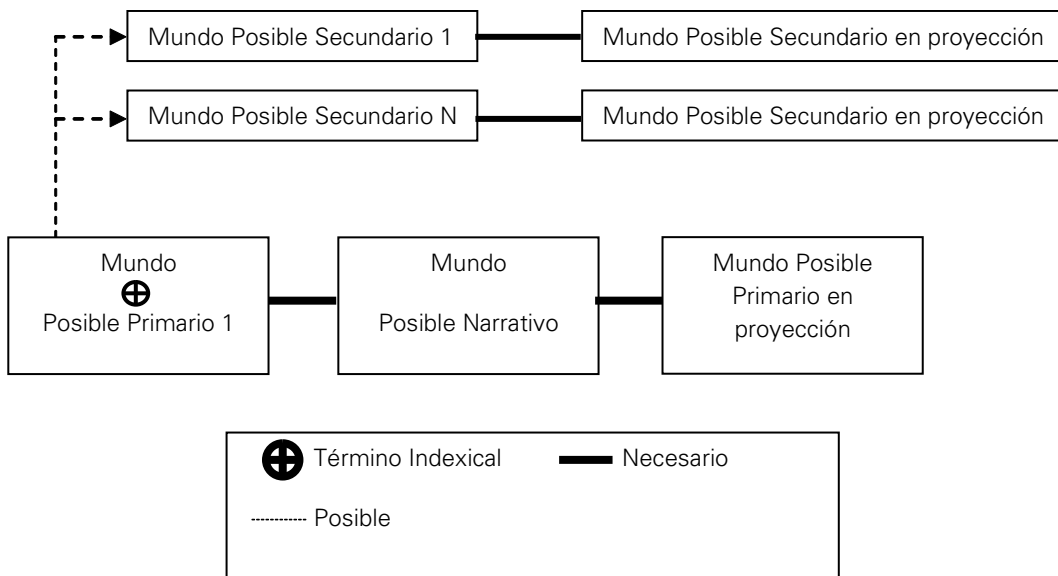 Mundo Posible Secundario 1
Mundo Posible Secundario en proyección
Mundo Posible Secundario N
Mundo Posible Secundario en proyección
Mundo
Posible Primario 1
Mundo
Posible Narrativo
Mundo Posible
Primario en
proyección
Término Indexical
Necesario
Posible